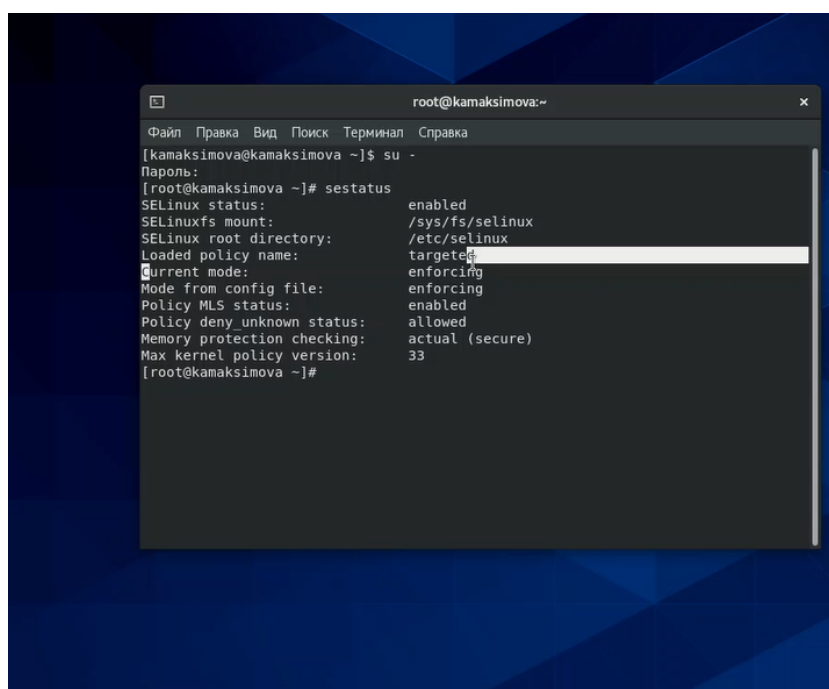 root@kamaksimova:~
Файл Правка Вид Поиск Терминал Справка
[kamaksimova@kamaksimova ~]$ su -
Пароль:
[root@kamaksimova ~]# sestatus
SELinux status: enabled
SELinuxfs mount: /sys/fs/selinux
SELinux root directory: /etc/selinux
Loaded policy name: targeted
Current mode: enforcing
Mode from config file: enforcing
Policy MLS status: enabled
Policy deny_unknown status: allowed
Memory protection checking: actual (secure)
Max kernel policy version: 33
[root@kamaksimova ~]#